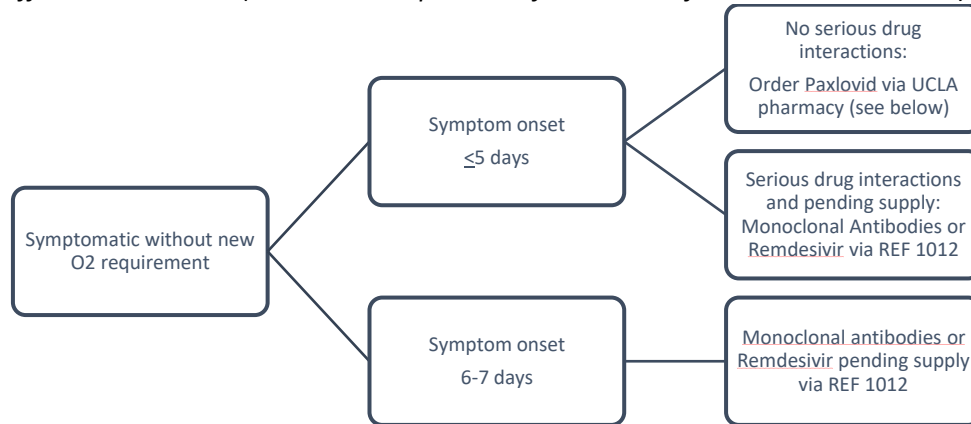 No serious drug
interactions:
Order Paxlovid via UCLA
pharmacy (see below)
Symptom onset
<5 days
Serious drug interactions
and pending supply:
Monoclonal Antibodies or
Remdesivir via REF 1012
Symptomatic without new
O2 requirement
Symptom onset
6-7 days
Monoclonal antibodies or
Remdesivir pending supply
via REF 1012